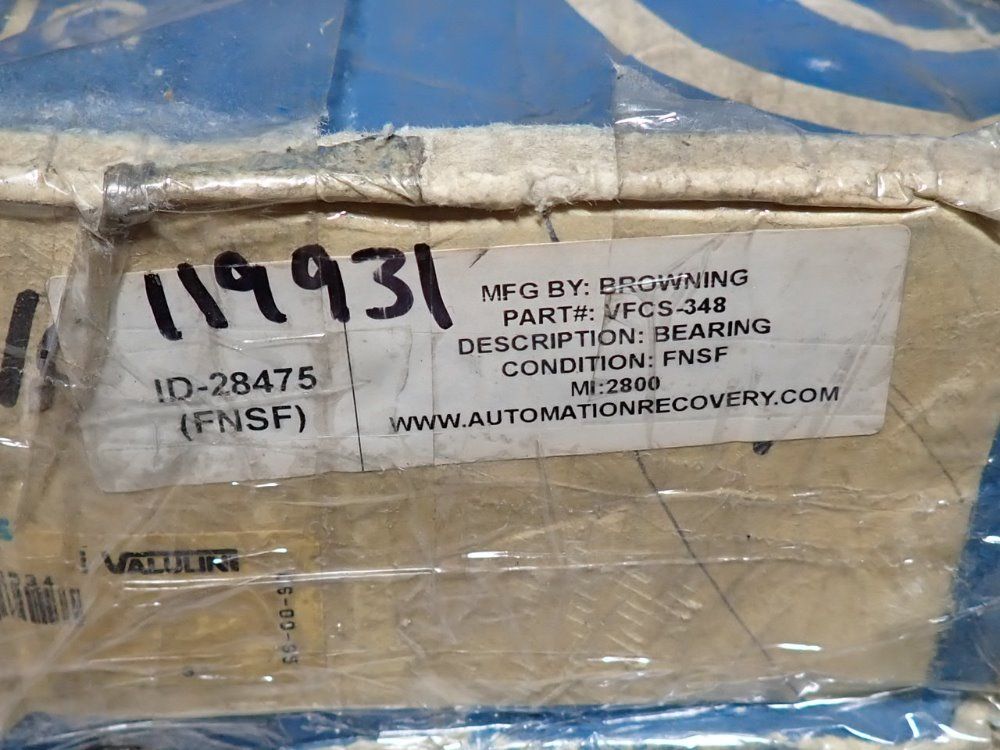 119931
ID-28475
(FNSF)
MFG BY: BROWNING
PART#: VFCS-348
DESCRIPTION: BEARING
CONDITION: FNSF
MI:2800
WWW.AUTOMATIONRECOVERY.COM
VALULINE